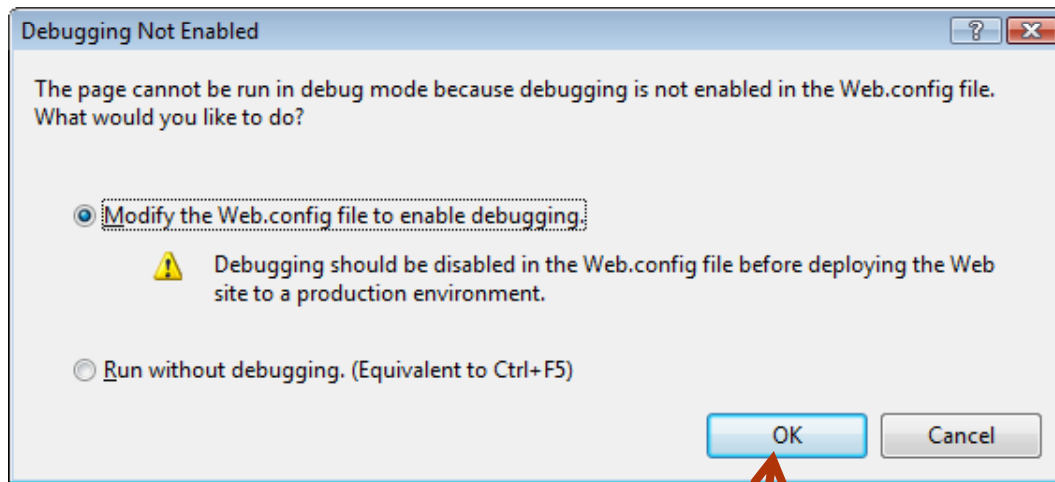 Debugging Not Enabled
The page cannot be run in debug mode because debugging is not enabled in the Web.config file.
What would you like to do?
Modify the Web.config file to enable debugging.
Debugging should be disabled in the Web.config file before deploying the Web
site to a production environment.
Run without debugging. (Equivalent to Ctrl+F5)
OK
Cancel